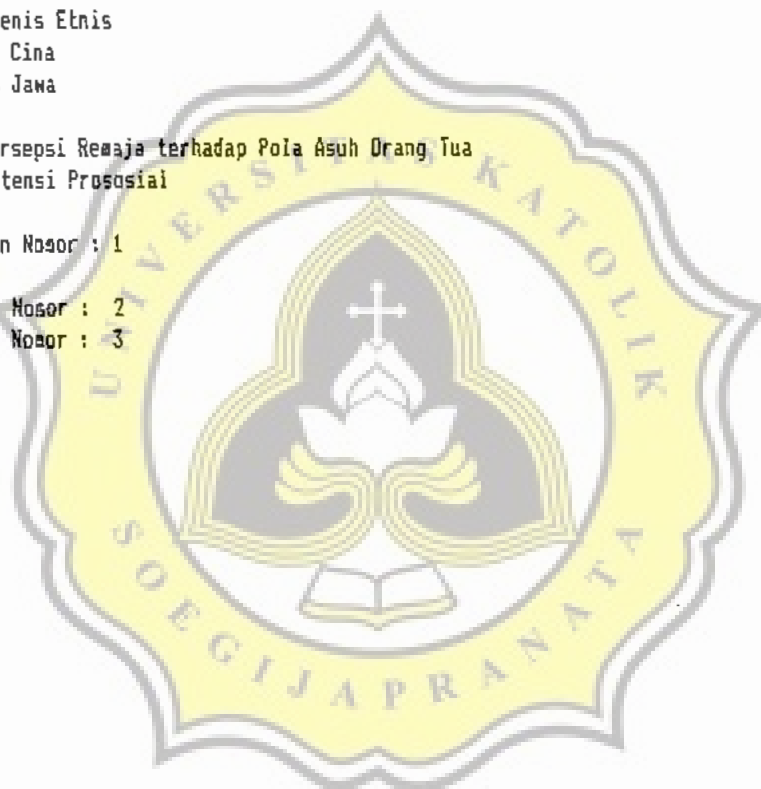 enis Etnis
Cina
Jawa
rsepsi Remaja terhadap Pola Asuh Orang Tua
tensi Prososial
n Nomor : 1
Nomor : 2
Nomor : 3
UNIVERSITAS KATOLIK
SOEGIJAPRANATA